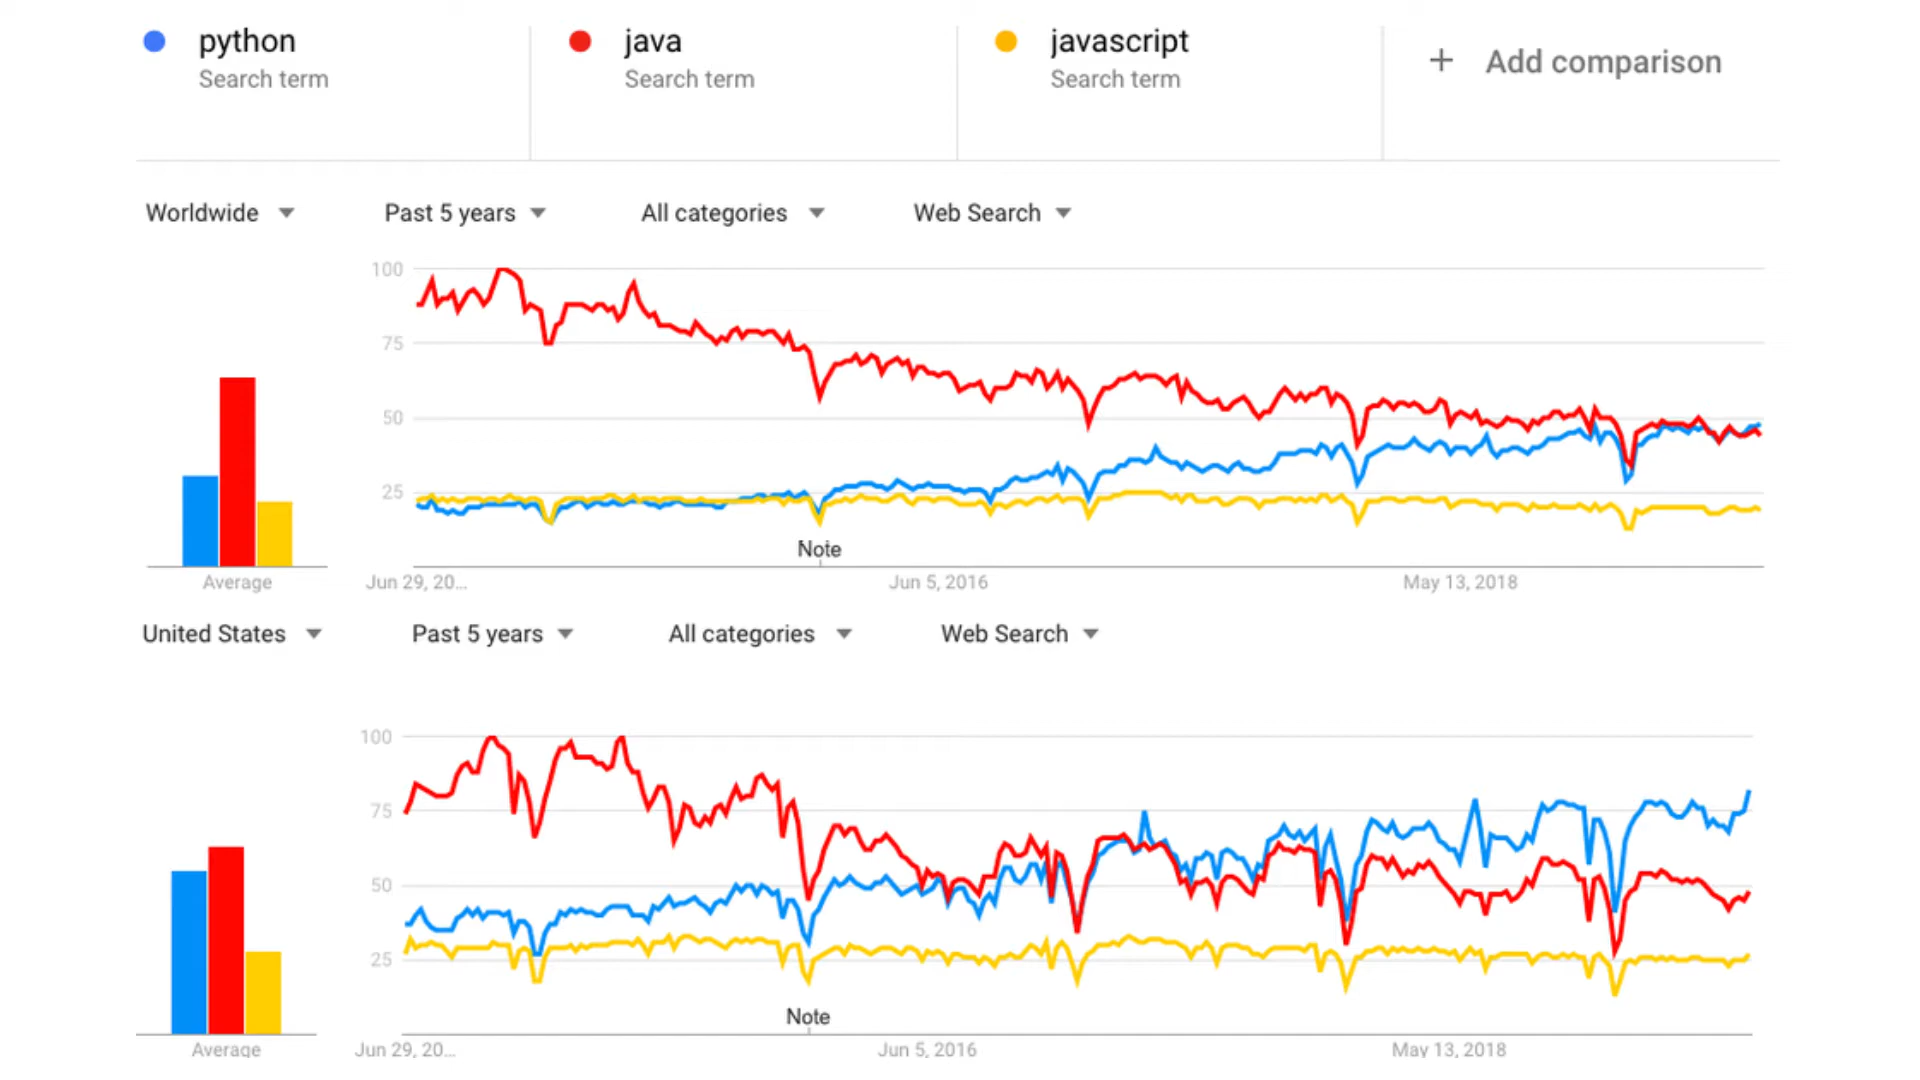 python
Search term
java
Search term
javascript
Search term
+ Add comparison
Worldwide
Past 5 years
All categories
Web Search
100
75
50
25
Note
Average
Jun 29, 20...
Jun 5, 2016
May 13, 2018
United States
Past 5 years
All categories
Web Search
100
75
50
25
Note
Average
Jun 29, 20...
Jun 5, 2016
May 13, 2018